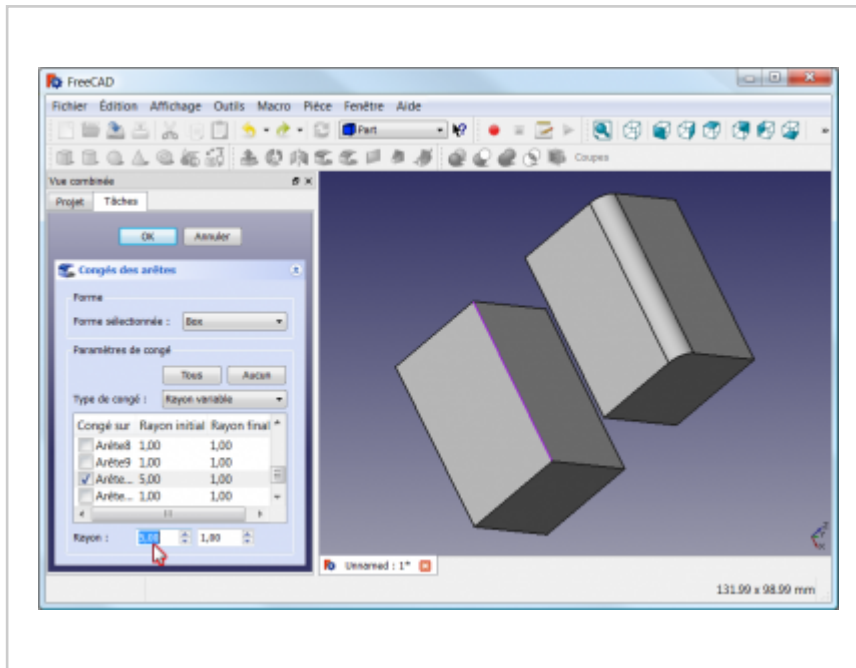 FreeCAD
Fichier Édition Affichage Outils Macro Pièce Fenêtre Aide
Part
Coupes
Vue combinée
Projet Tâches
OK Annuler
Congés des arêtes
Forme
Forme sélectionnée : Box
Paramètres de congé
Tous Aucun
Type de congé : Rayon variable
Congé sur Rayon initial Rayon final
Arête8 1,00 1,00
Arête9 1,00 1,00
Arête... 5,00 1,00
Arête... 1,00 1,00
Rayon : 5,00 1,00
Unnamed : 1*
131.99 x 98.99 mm